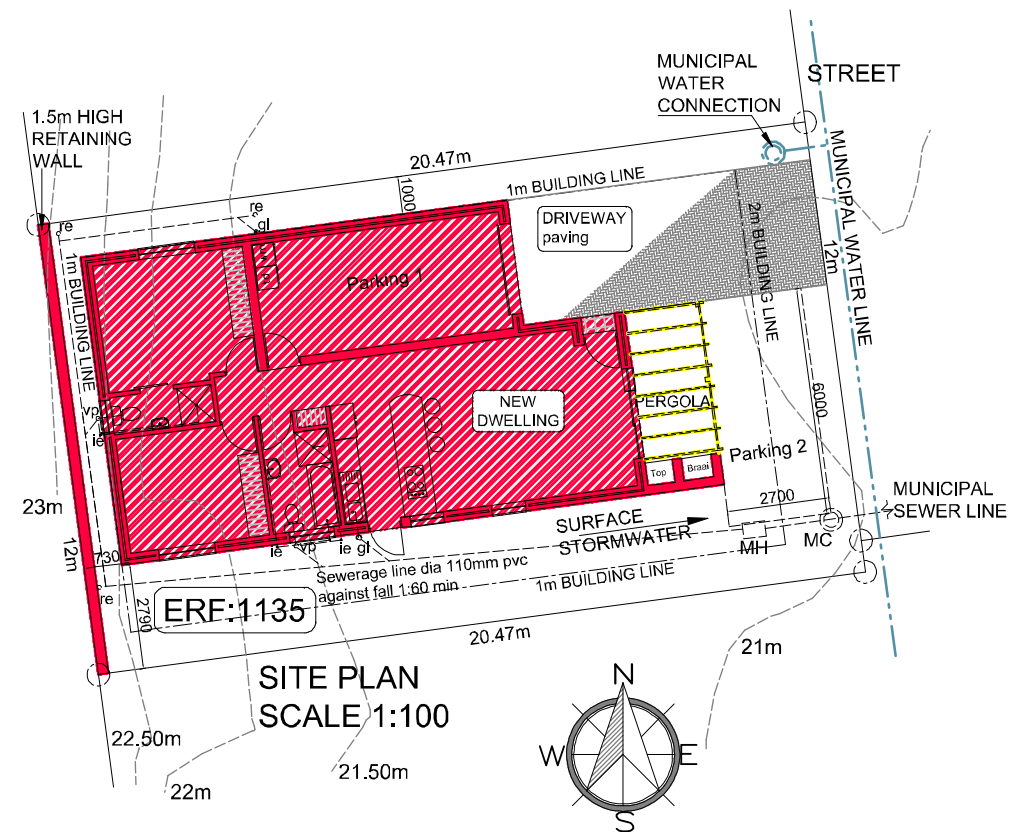 STREET
MUNICIPAL
WATER
CONNECTION
1.5m HIGH
RETAINING
WALL
20.47m
1m BUILDING LINE
1000
MUNICIPAL WATER LINE
12m
2m BUILDING LINE
DRIVEWAY
paving
re
gl
re
1m BUILDING LINE
Parking 1
NEW
DWELLING
PERGOLA
6000
vp
ie
Top
Braai
Parking 2
2700
MUNICIPAL
SEWER LINE
23m
12m
730
2790
re
ie
vp
ie
gl
SURFACE
STORMWATER
MH
MC
Sewerage line dia 110mm pvc
against fall 1:60 min
1m BUILDING LINE
ERF:1135
20.47m
21m
SITE PLAN
SCALE 1:100
22.50m
22m
21.50m
N
W
E
S